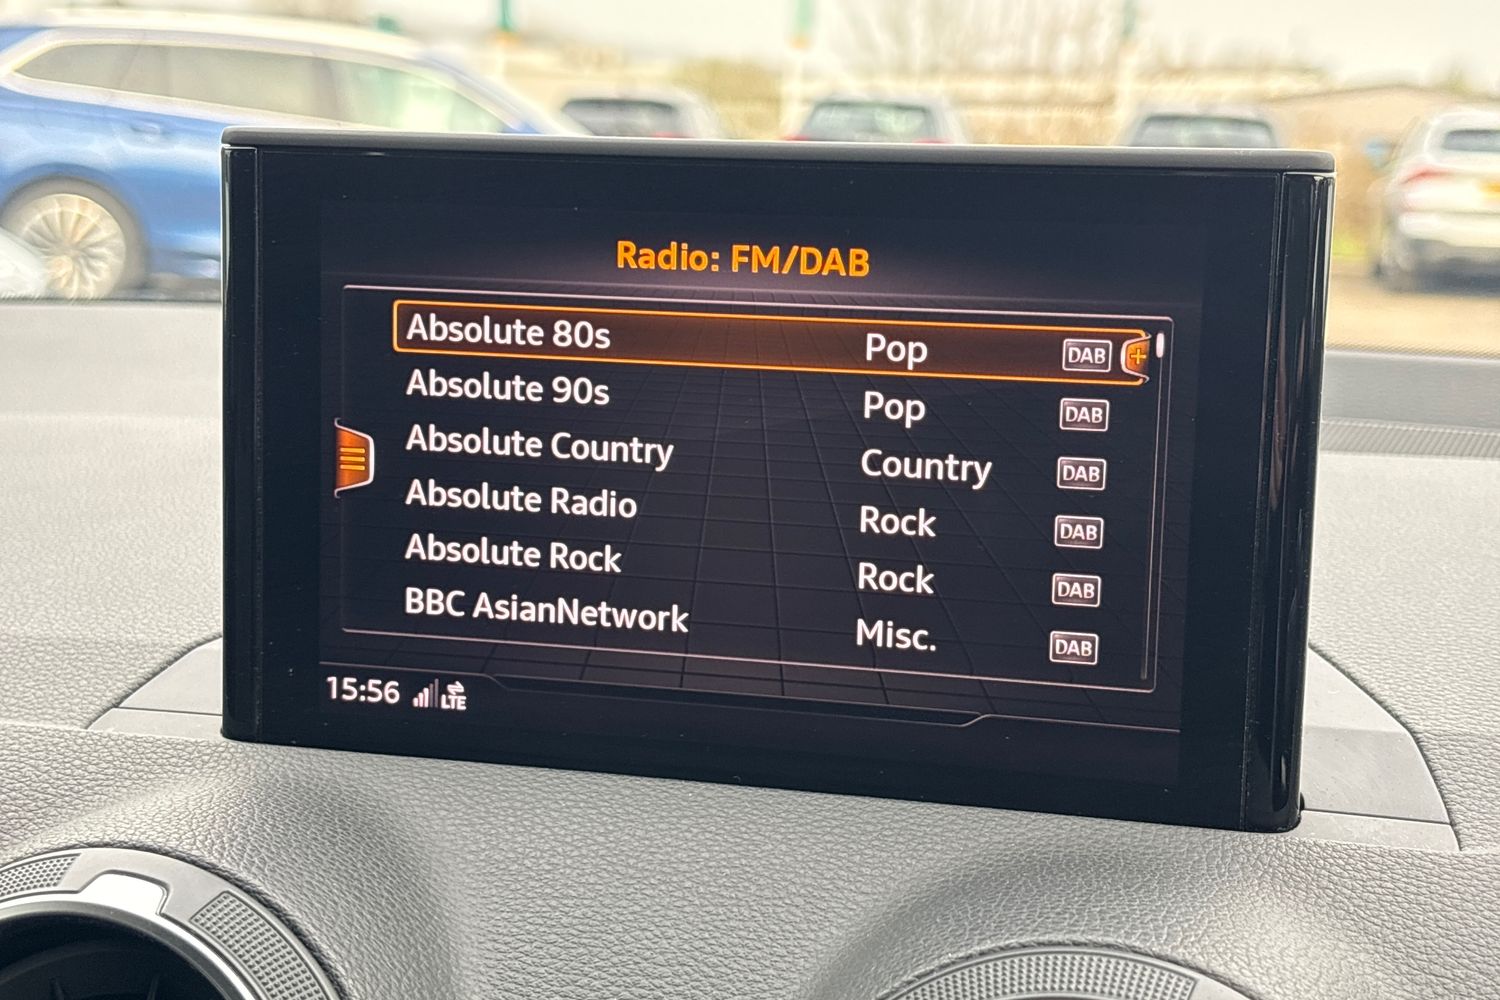 Radio: FM/DAB
Absolute 80s Pop DAB +
Absolute 90s Pop DAB
Absolute Country Country DAB
Absolute Radio Rock DAB
Absolute Rock Rock DAB
BBC AsianNetwork Misc. DAB
15:56 LTE